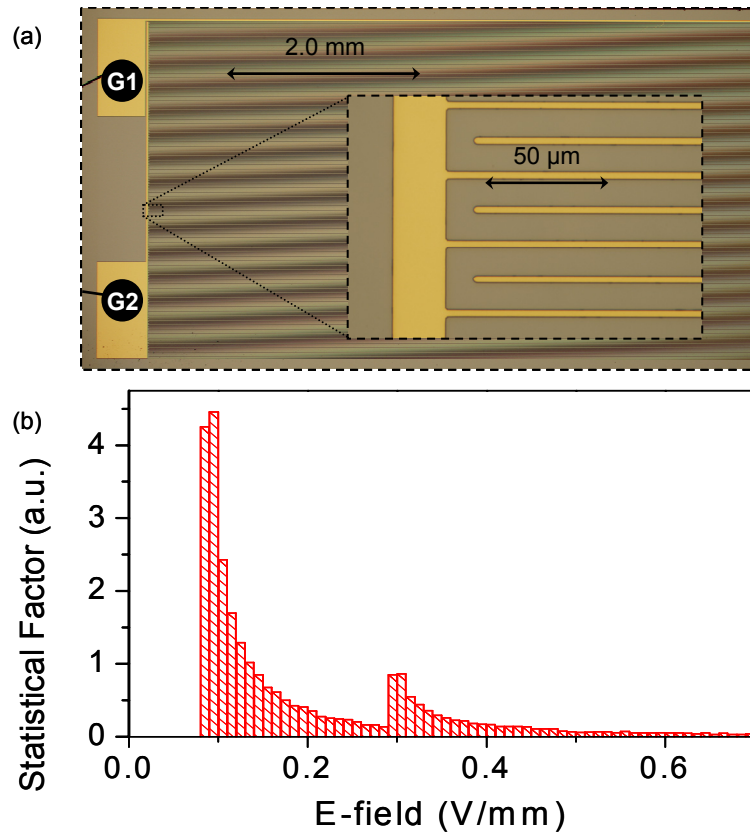 (a)
2.0 mm
G1
50 µm
G2
(b)
Statistical Factor (a.u.)
4
3
2
1
0
0.0 0.2 0.4 0.6
E-field (V/mm)